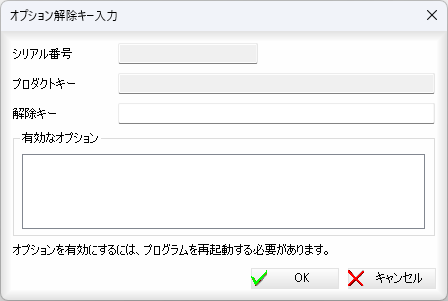 オプション解除キー入力
シリアル番号
プロダクトキー
解除キー
有効なオプション
オプションを有効にするには、プログラムを再起動する必要があります。
OK キャンセル